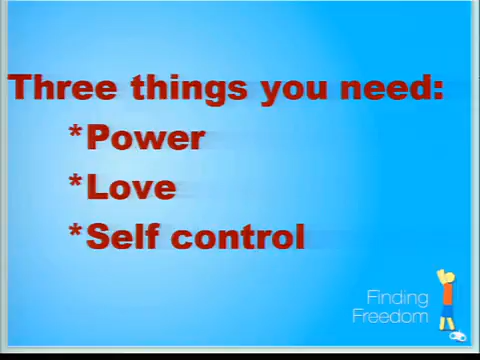 Three things you need:
*Power
*Love
*Self control
Finding
Freedom